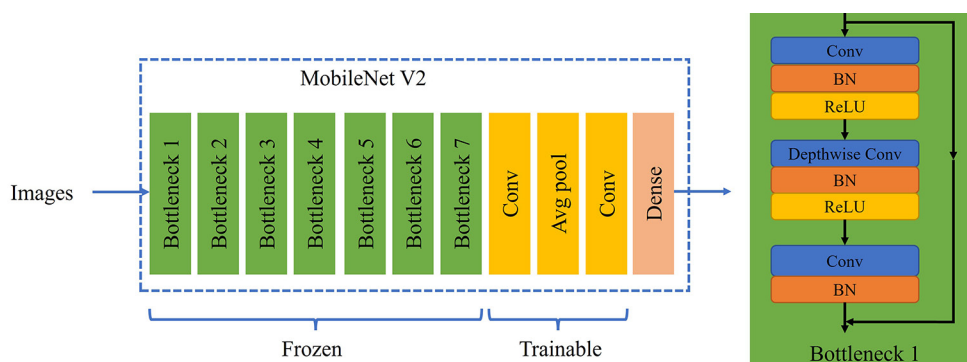 MobileNet V2
Images
Bottleneck 1
Bottleneck 2
Bottleneck 3
Bottleneck 4
Bottleneck 5
Bottleneck 6
Bottleneck 7
Conv
Avg pool
Conv
Dense
Frozen
Trainable
Conv
BN
ReLU
Depthwise Conv
BN
ReLU
Conv
BN
Bottleneck 1